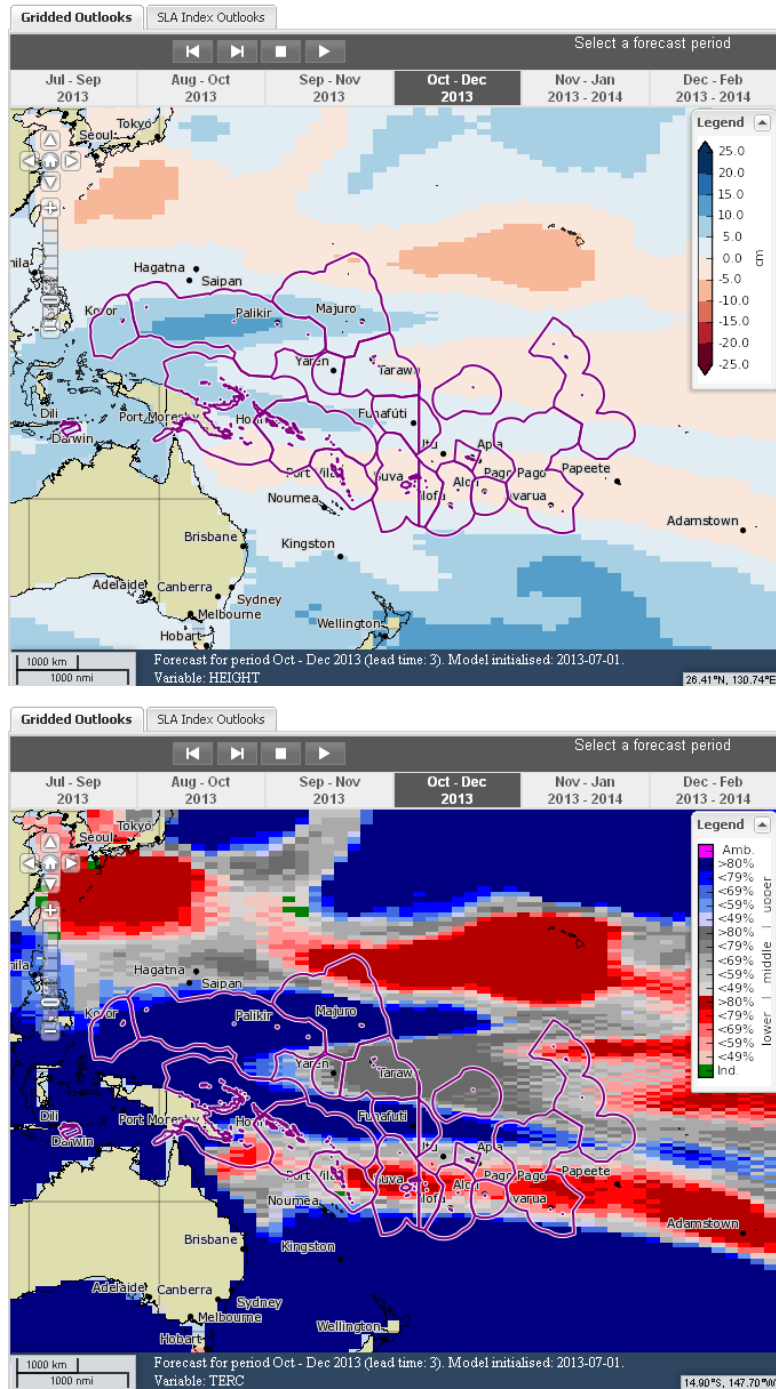 Gridded Outlooks SLA Index Outlooks
Select a forecast period
Jul - Sep 2013
Aug - Oct 2013
Sep - Nov 2013
Oct - Dec 2013
Nov - Jan 2013 - 2014
Dec - Feb 2013 - 2014
Tokyo
Seoul
Legend
25.0
20.0
15.0
10.0
5.0
0.0
-5.0
-10.0
-15.0
-20.0
-25.0
cm
Hagatna
Saipan
Koror
Palikir
Majuro
Yaren
Tarawa
Dili
Darwin
Port Moresby
Honi
Funafuti
Utu
Apia
Port Vila
Suva
Alofi
Pago Pago
Papeete
Noumea
Avarua
Adamstown
Brisbane
Kingston
Adelaide
Canberra
Sydney
Melbourne
Hobart
Wellington
1000 km
1000 nmi
Forecast for period Oct - Dec 2013 (lead time: 3). Model initialised: 2013-07-01.
Variable: HEIGHT
26.41°N, 130.74°E
Gridded Outlooks SLA Index Outlooks
Select a forecast period
Jul - Sep 2013
Aug - Oct 2013
Sep - Nov 2013
Oct - Dec 2013
Nov - Jan 2013 - 2014
Dec - Feb 2013 - 2014
Tokyo
Seoul
Legend
Amb.
>80%
<79%
<69%
<59%
<49%
>80%
<79%
<69%
<59%
<49%
>80%
<79%
<69%
<59%
<49%
Ind.
lower | middle | upper
Hagatna
Saipan
Koror
Palikir
Majuro
Yaren
Taraw
Dili
Darwin
Port Moresby
Funafuti
Apia
Port Vila
Suva
Pago Pago
Papeete
Noumea
Adamstown
Brisbane
Kingston
Adelaide
Canberra
Sydney
Melbourne
Hobart
Wellington
1000 km
1000 nmi
Forecast for period Oct - Dec 2013 (lead time: 3). Model initialised: 2013-07-01.
Variable: TERC
14.90°S, 147.70°W